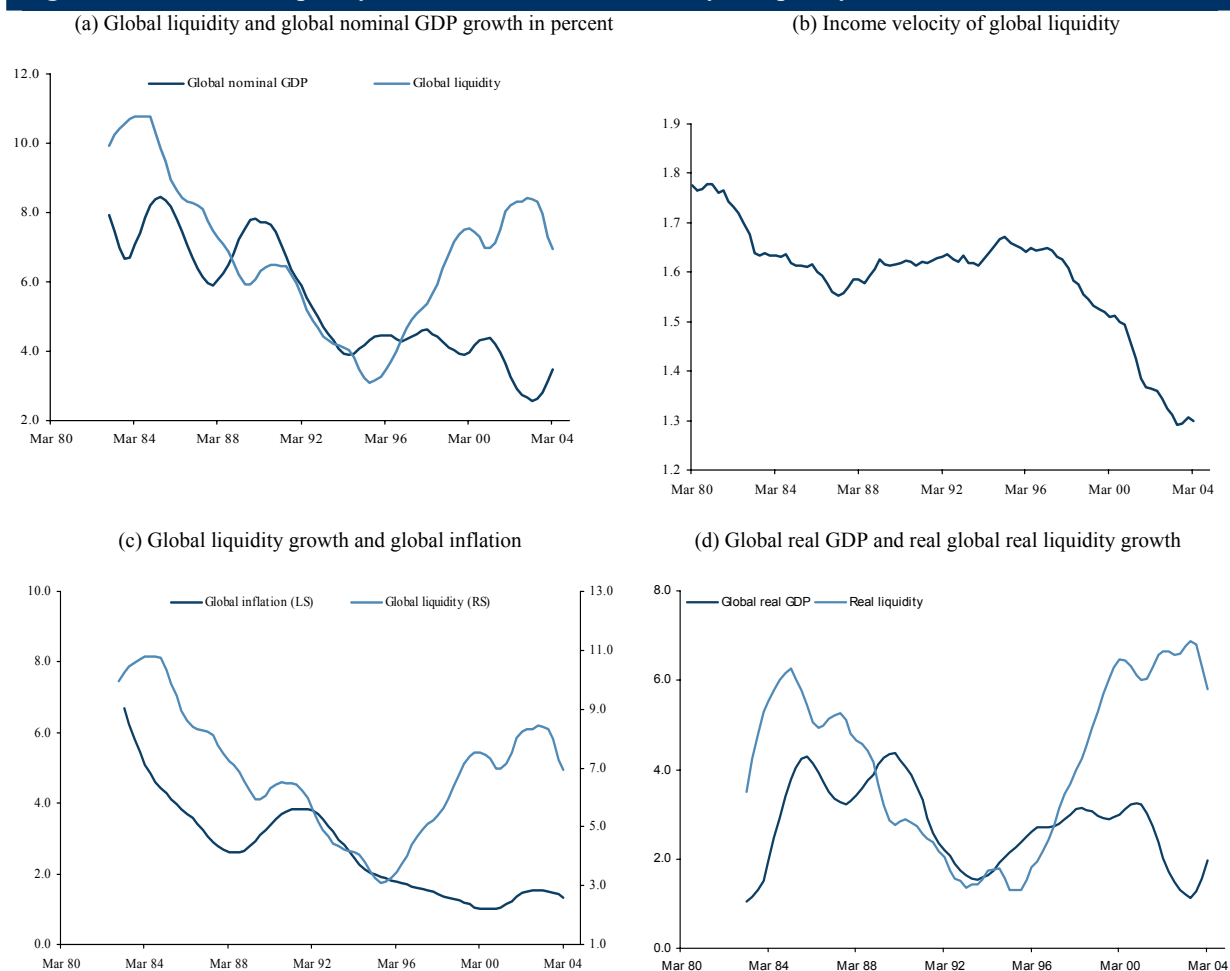 (a) Global liquidity and global nominal GDP growth in percent
12.0
Global nominal GDP
Global liquidity
10.0
8.0
6.0
4.0
2.0
Mar 80 Mar 84 Mar 88 Mar 92 Mar 96 Mar 00 Mar 04
(b) Income velocity of global liquidity
1.9
1.8
1.7
1.6
1.5
1.4
1.3
1.2
Mar 80 Mar 84 Mar 88 Mar 92 Mar 96 Mar 00 Mar 04
(c) Global liquidity growth and global inflation
10.0
Global inflation (LS)
Global liquidity (RS)
13.0
8.0
11.0
6.0
9.0
7.0
4.0
5.0
2.0
3.0
0.0
1.0
Mar 80 Mar 84 Mar 88 Mar 92 Mar 96 Mar 00 Mar 04
(d) Global real GDP and real global real liquidity growth
8.0
Global real GDP
Real liquidity
6.0
4.0
2.0
0.0
Mar 80 Mar 84 Mar 88 Mar 92 Mar 96 Mar 00 Mar 04